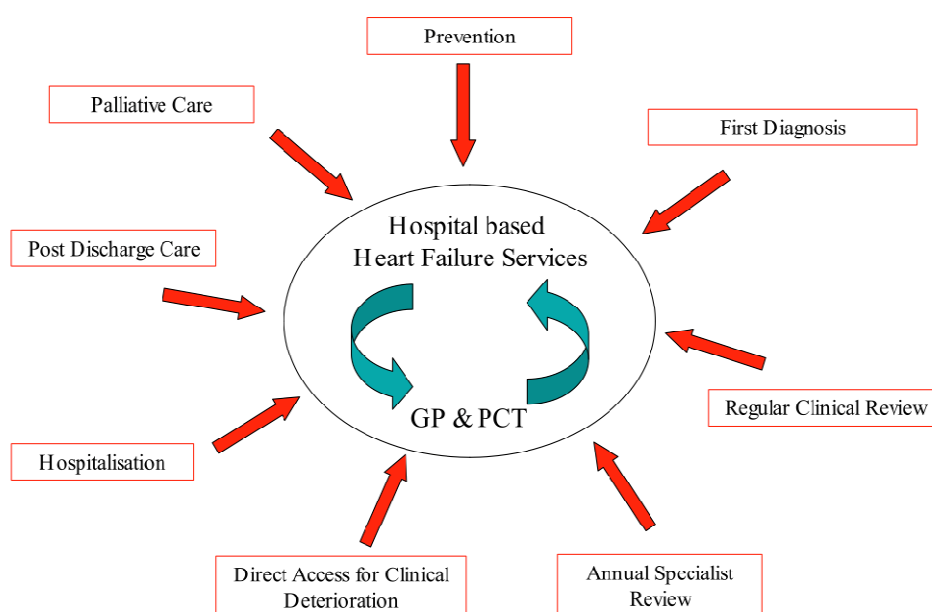 Prevention
Palliative Care
First Diagnosis
Hospital based
Heart Failure Services
Post Discharge Care
Regular Clinical Review
GP & PCT
Hospitalisation
Direct Access for Clinical
Deterioration
Annual Specialist
Review